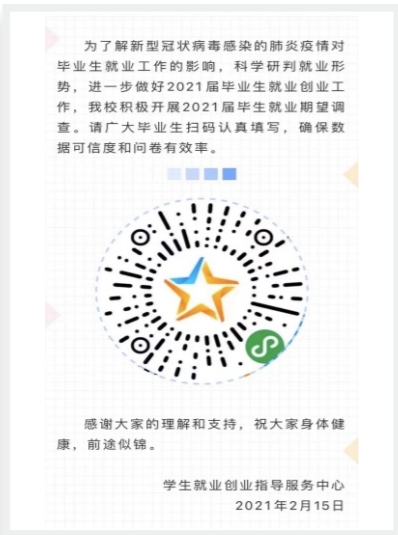 为了解新型冠状病毒感染的肺炎疫情对
毕业生就业工作的影响，科学研判就业形
势，进一步做好2021届毕业生就业创业工
作，我校积极开展2021届毕生就业期望调
查。请广大毕业生扫码认真填写，确保数
据可信度和问卷有效率。
感谢大家的理解和支持，祝大家身体健
康，前途似锦。
学生就业创业指导服务中心
2021年2月15日